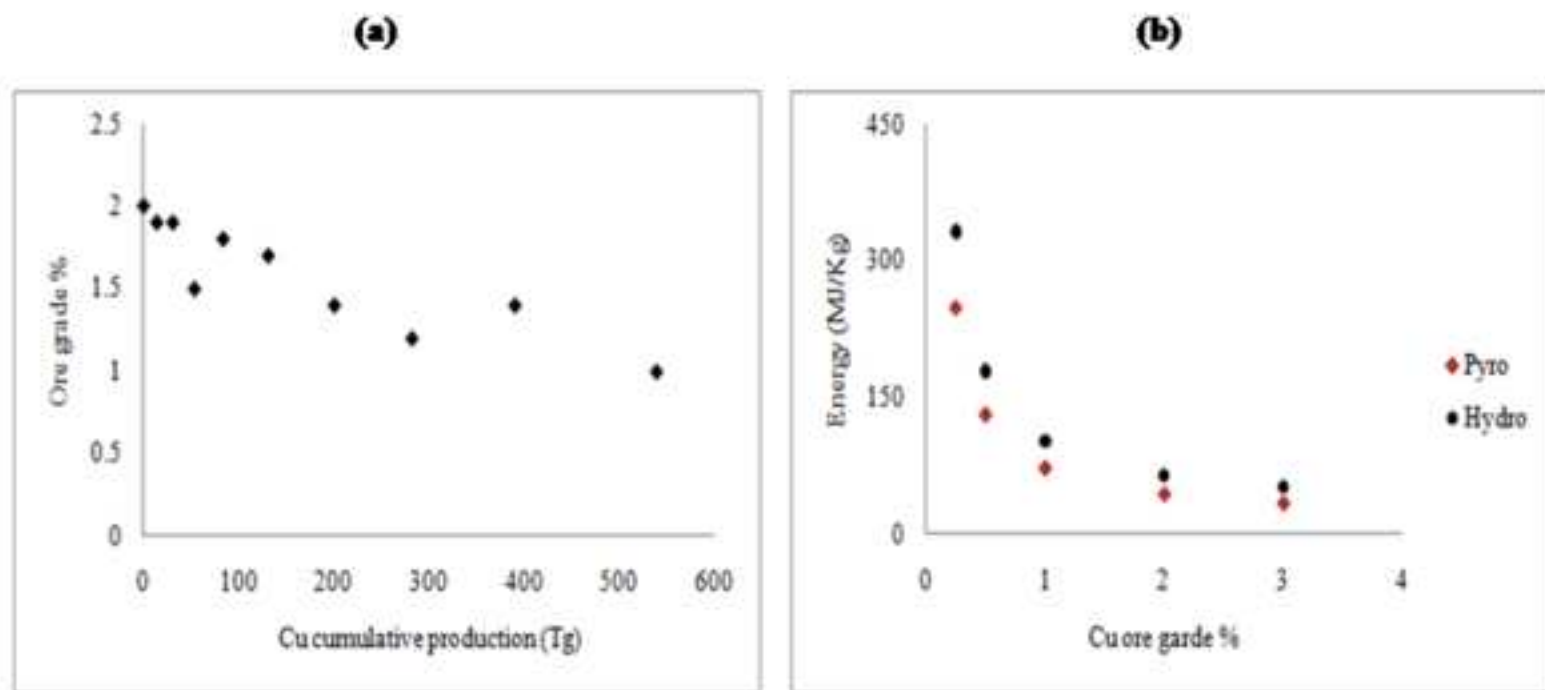 (a)
2.5
2
1.5
1
0.5
0
Ore grade %
0 100 200 300 400 500 600
Cu cumulative production (Tg)
(b)
450
300
150
0
Energy (MJ/Kg)
0 1 2 3 4
Cu ore garde %
Pyro
Hydro